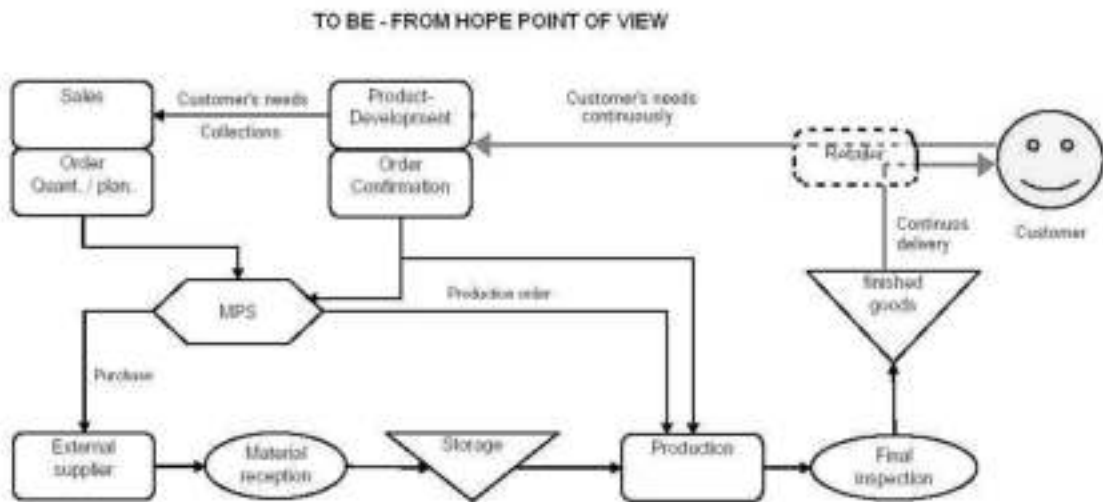 TO BE - FROM HOPE POINT OF VIEW
Sales
Customer's needs
Collections
Product-
Development
Customer's needs
continuously
Retailer
Order
Quant. / plan.
Order
Confirmation
Continuos
delivery
Customer
MPS
Production order
finished
goods
Purchase
External
supplier
Material
reception
Storage
Production
Final
inspection